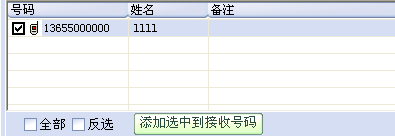 号码 姓名 备注
13655000000 1111
全部 反选 添加选中到接收号码